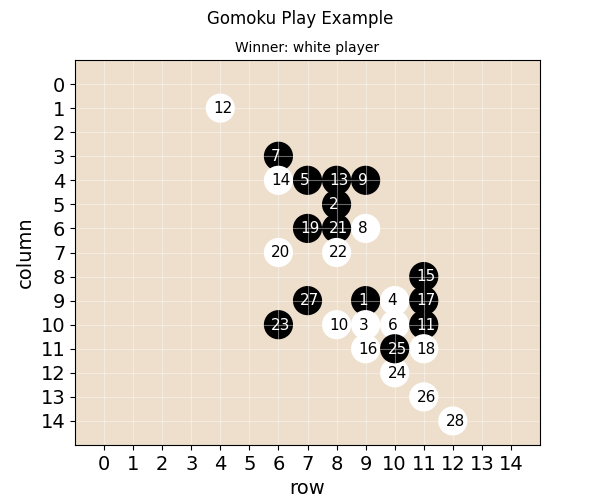 Gomoku Play Example
Winner: white player
0
1 12
2
3 7
4 14 5 13 9
5 2
6 19 21 8
column
7 20 22
8 15
9 27 1 4 17
10 23 10 3 6 11
11 16 25 18
12 24
13 26
14 28
0 1 2 3 4 5 6 7 8 9 10 11 12 13 14
row